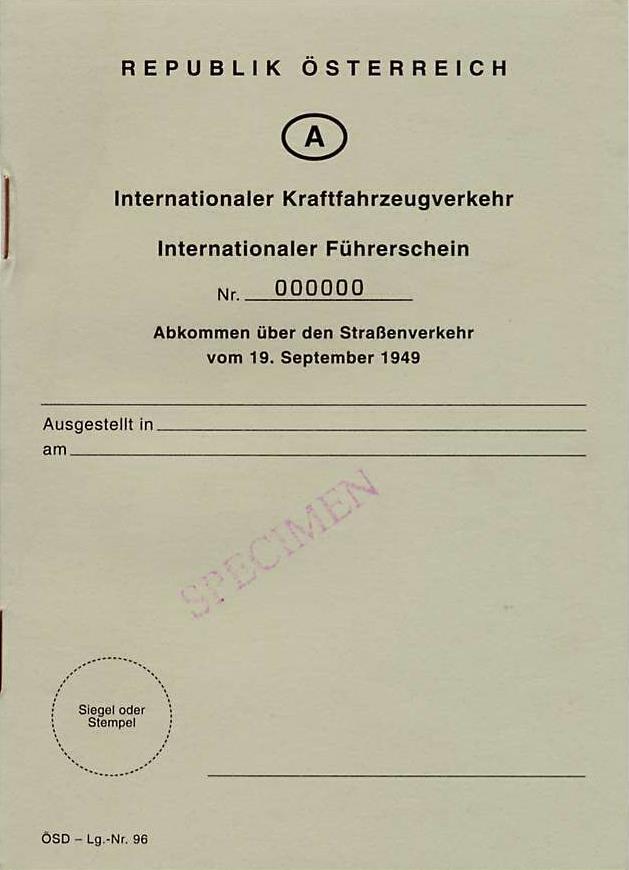 REPUBLIK ÖSTERREICH
A
Internationaler Kraftfahrzeugverkehr
Internationaler Führerschein
Nr. 000000
Abkommen über den Straßenverkehr
vom 19. September 1949
Ausgestellt in
am
SPECIMEN
Siegel oder
Stempel
ÖSD – Lg.-Nr. 96